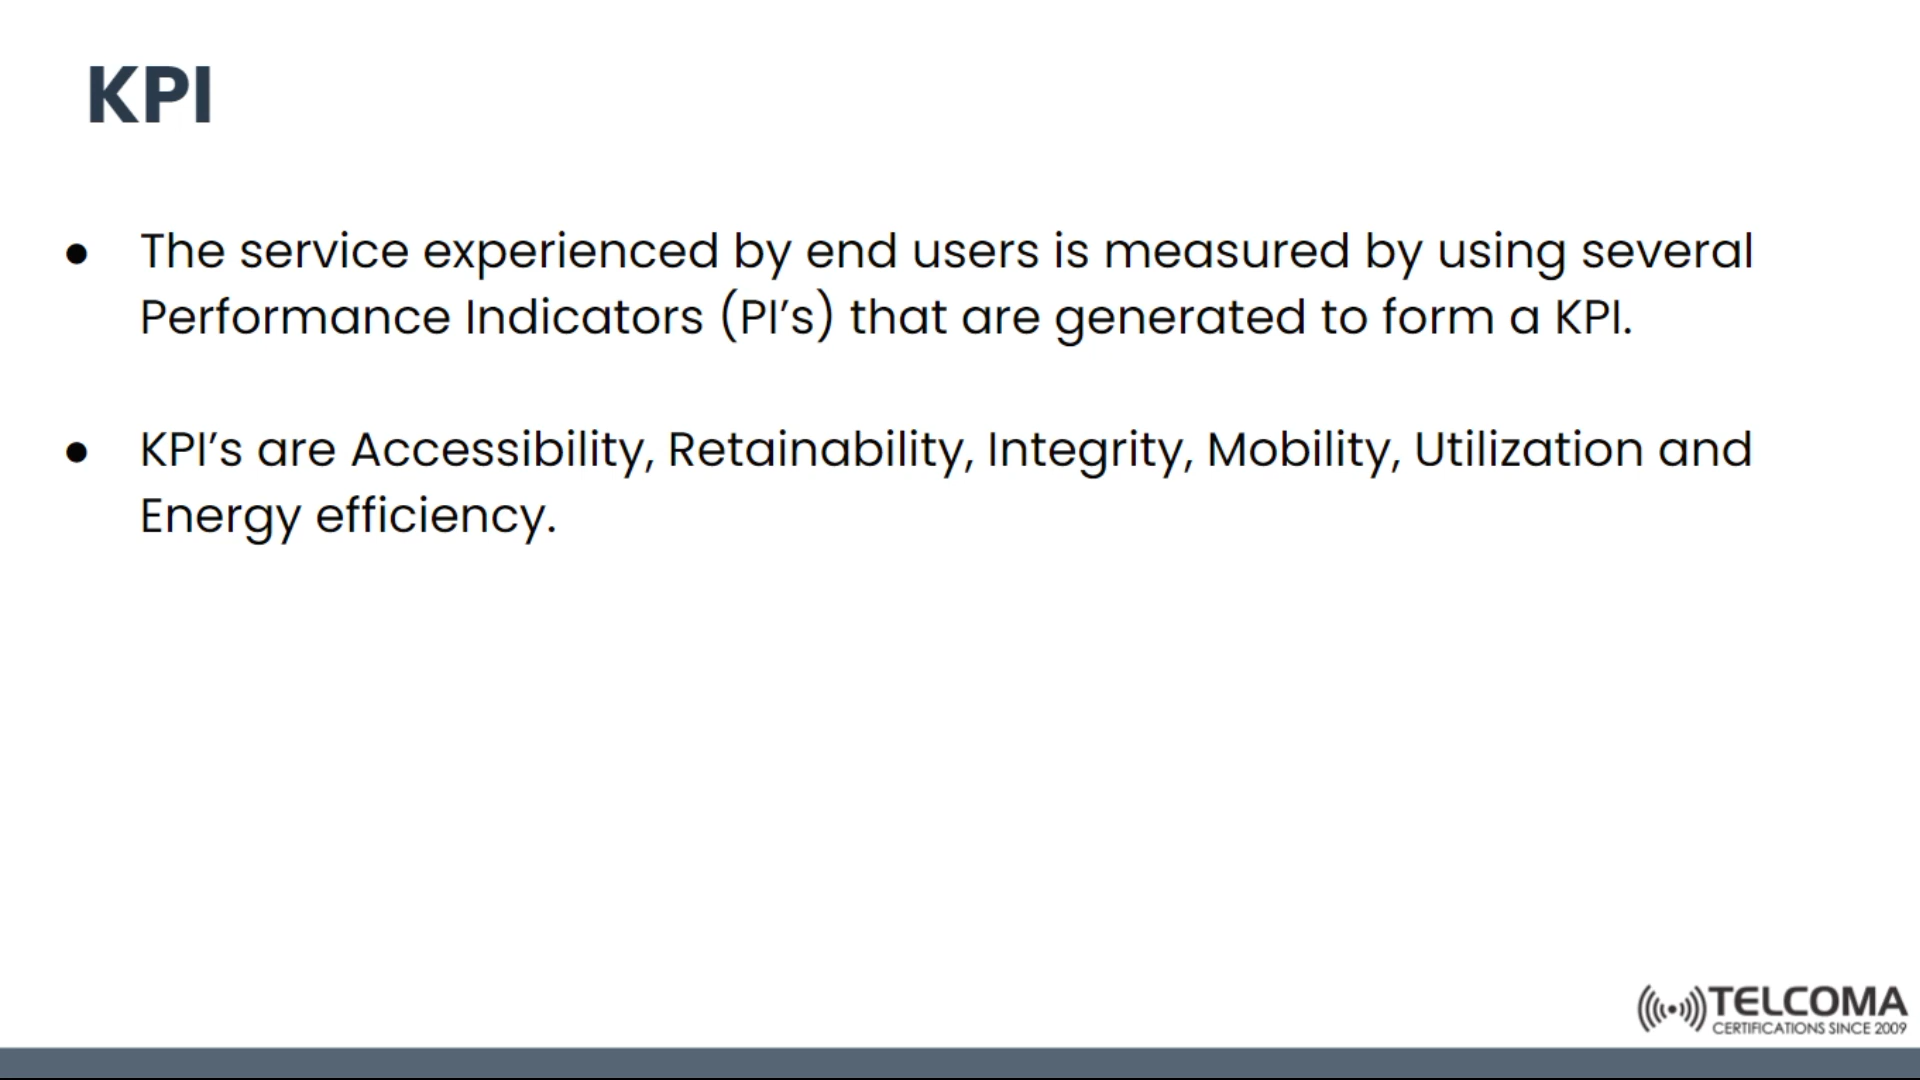 KPI
● The service experienced by end users is measured by using several
Performance Indicators (PI’s) that are generated to form a KPI.
● KPI’s are Accessibility, Retainability, Integrity, Mobility, Utilization and
Energy efficiency.
TELCOMA
CERTIFICATIONS SINCE 2009